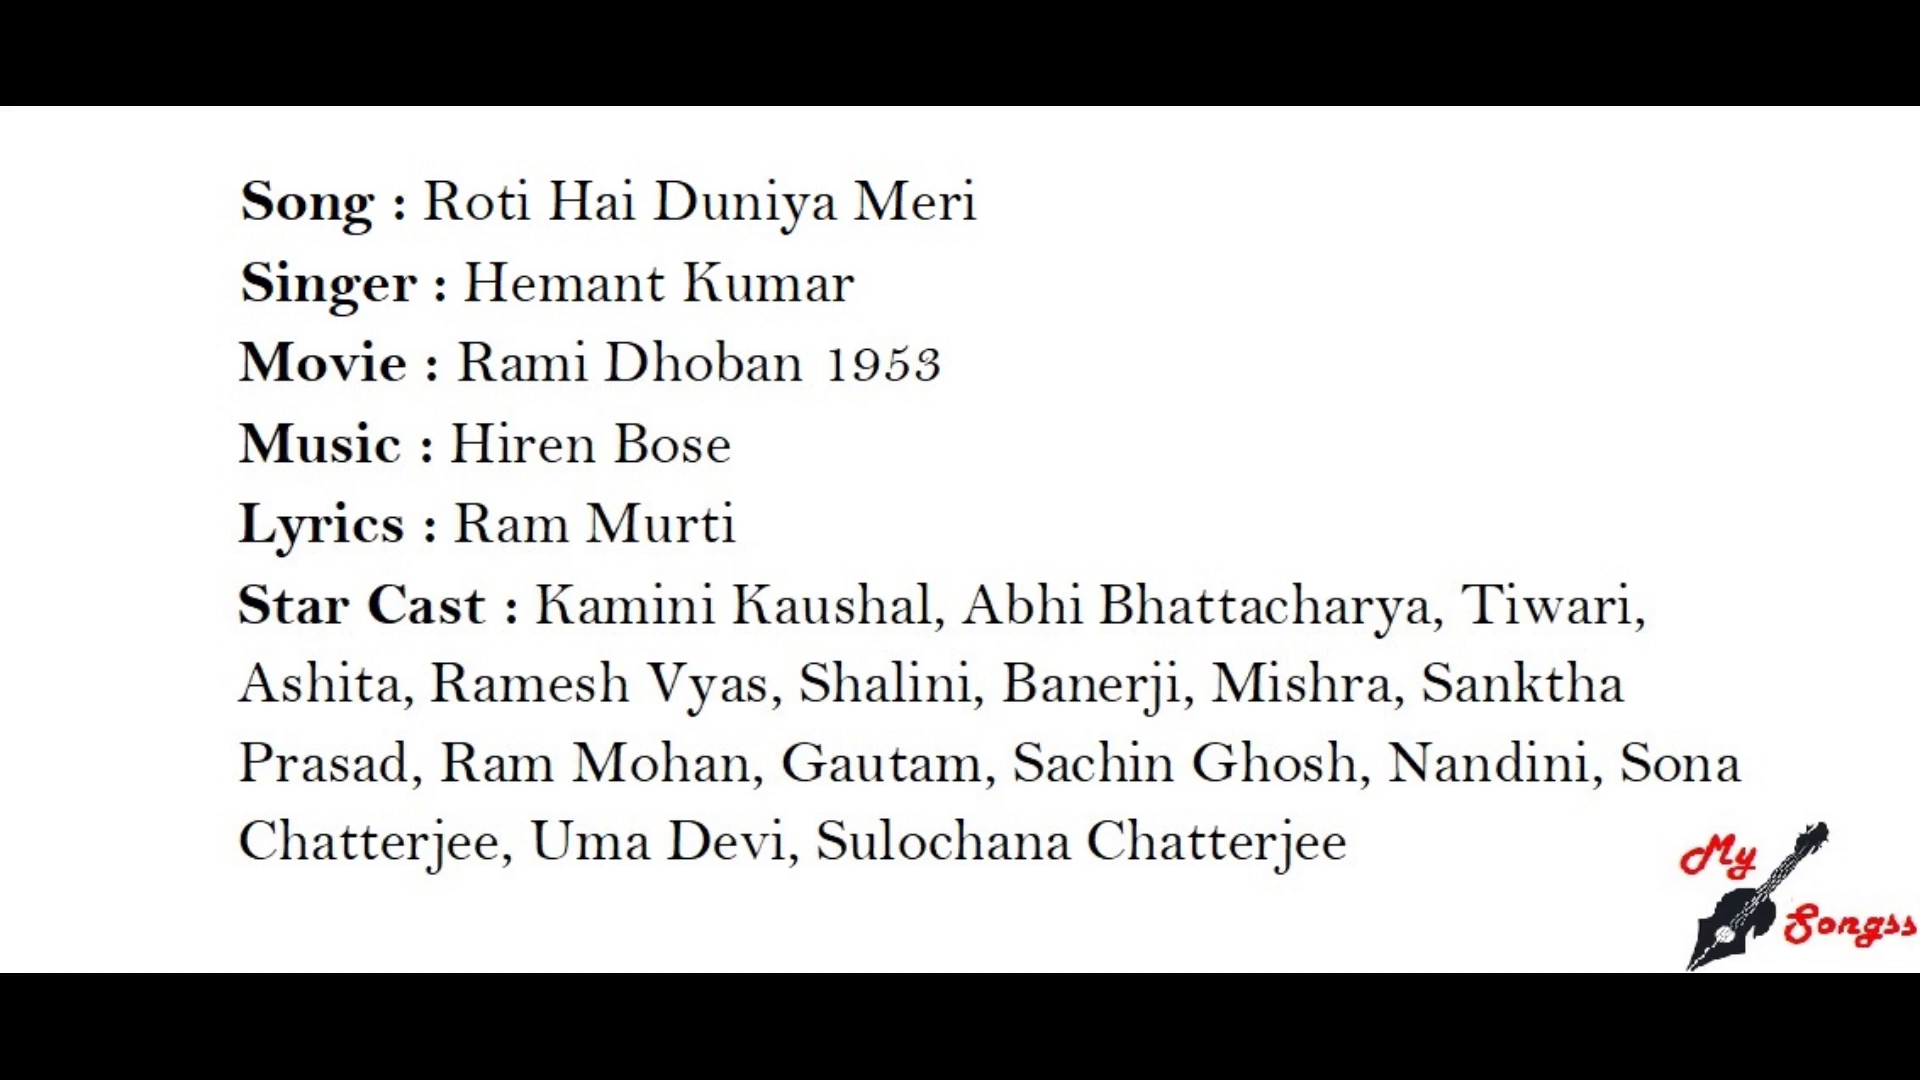 Song : Roti Hai Duniya Meri
Singer : Hemant Kumar
Movie : Rami Dhoban 1953
Music : Hiren Bose
Lyrics : Ram Murti
Star Cast : Kamini Kaushal, Abhi Bhattacharya, Tiwari,
Ashita, Ramesh Vyas, Shalini, Banerji, Mishra, Sanktha
Prasad, Ram Mohan, Gautam, Sachin Ghosh, Nandini, Sona
Chatterjee, Uma Devi, Sulochana Chatterjee
My
Songss